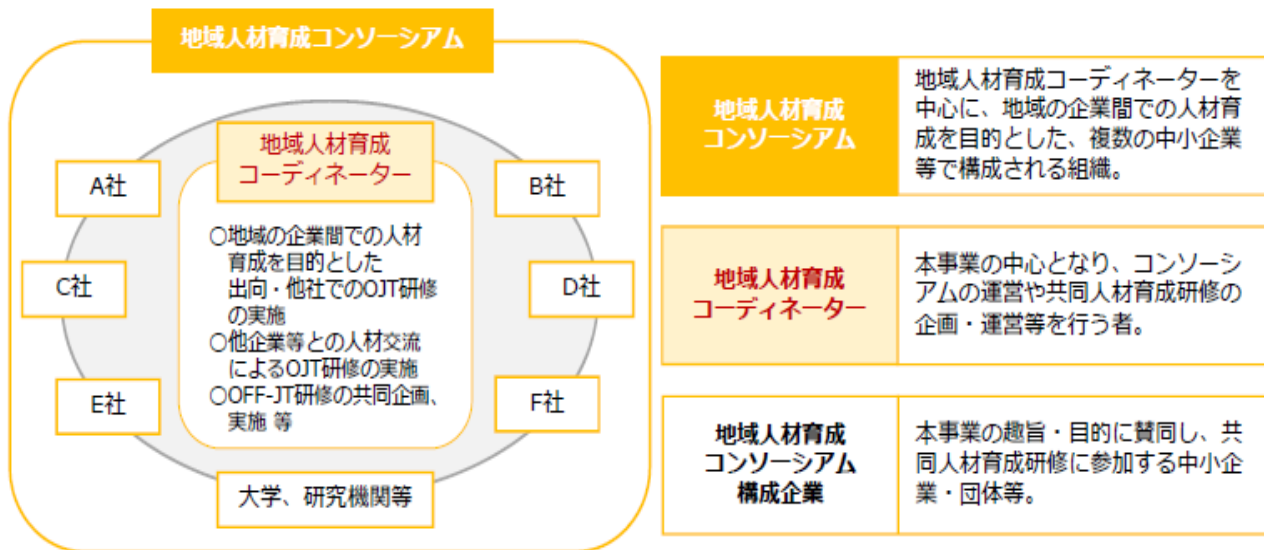 地域人材育成コンソーシアム
地域人材育成
コーディネーター
A社
B社
C社
D社
E社
F社
○地域の企業間での人材
育成を目的とした
出向・他社でのOJT研修
の実施
○他企業等との人材交流
によるOJT研修の実施
○OFF-JT研修の共同企画、
実施 等
大学、研究機関等
地域人材育成
コンソーシアム
地域人材育成コーディネーターを
中心に、地域の企業間での人材育
成を目的とした、複数の中小企業
等で構成される組織。
地域人材育成
コーディネーター
本事業の中心となり、コンソーシ
アムの運営や共同人材育成研修の
企画・運営等を行う者。
地域人材育成
コンソーシアム
構成企業
本事業の趣旨・目的に賛同し、共
同人材育成研修に参加する中小企
業・団体等。